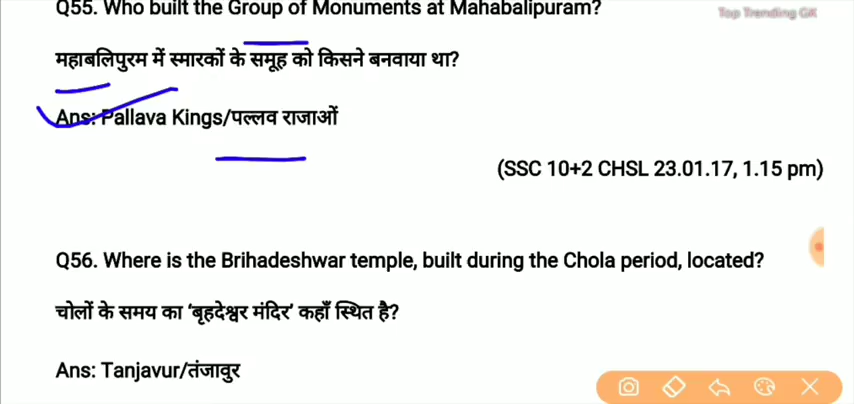 Q55. Who built the Group of Monuments at Mahabalipuram?
Top Trending GK
महाबलिपुरम में स्मारकों के समूह को किसने बनवाया था?
Ans: Pallava Kings/पल्लव राजाओं
(SSC 10+2 CHSL 23.01.17, 1.15 pm)
Q56. Where is the Brihadeshwar temple, built during the Chola period, located?
चोलों के समय का ‘बृहदेश्वर मंदिर’ कहाँ स्थित है?
Ans: Tanjavur/तंजावुर